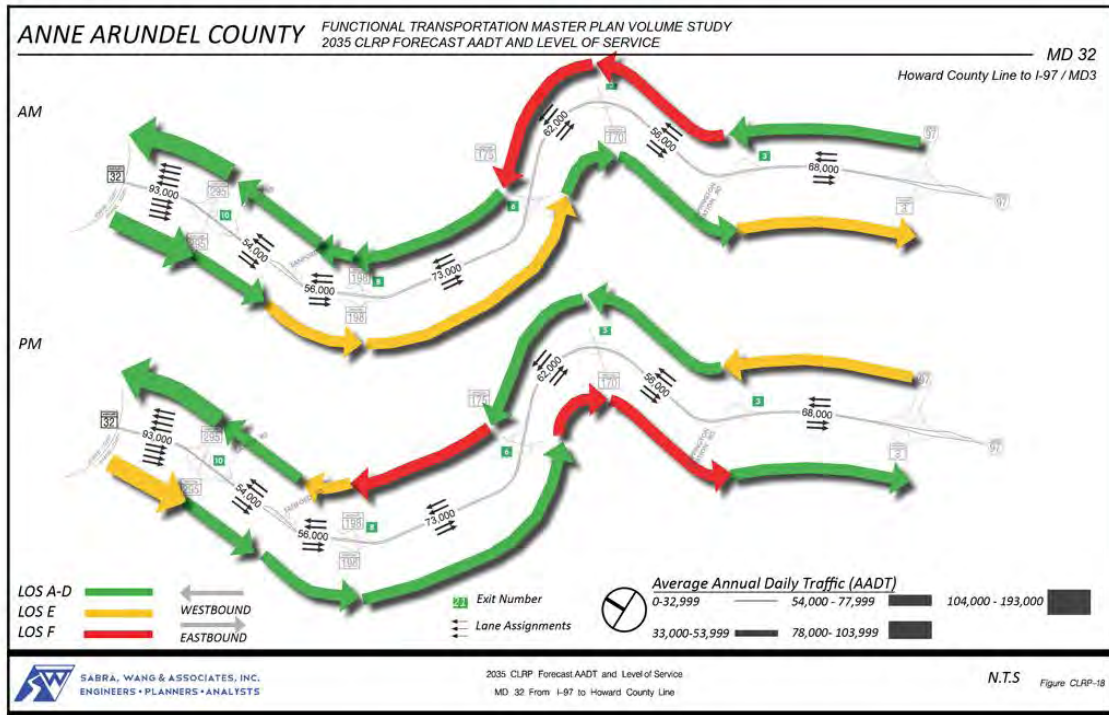 ANNE ARUNDEL COUNTY
FUNCTIONAL TRANSPORTATION MASTER PLAN VOLUME STUDY
2035 CLRP FORECAST AADT AND LEVEL OF SERVICE
MD 32
Howard County Line to I-97 / MD3
AM
32
93,000
295
10
295
54,000
56,000
198
8
198
73,000
175
6
62,000
170
56,000
3
68,000
97
3
97
PM
32
93,000
295
10
295
54,000
56,000
198
8
198
73,000
175
6
62,000
5
170
56,000
3
68,000
97
3
97
LOS A-D
LOS E
LOS F
WESTBOUND
EASTBOUND
21 Exit Number
Lane Assignments
Average Annual Daily Traffic (AADT)
0-32,999
54,000 - 77,999
104,000 - 193,000
33,000-53,999
78,000- 103,999
SABRA, WANG & ASSOCIATES, INC.
ENGINEERS • PLANNERS • ANALYSTS
2035 CLRP Forecast AADT and Level of Service
MD 32 From I-97 to Howard County Line
N.T.S
Figure CLRP-18